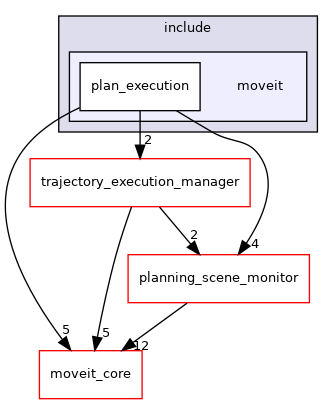 include
plan_execution
moveit
2
trajectory_execution_manager
2
4
planning_scene_monitor
5
5
12
moveit_core